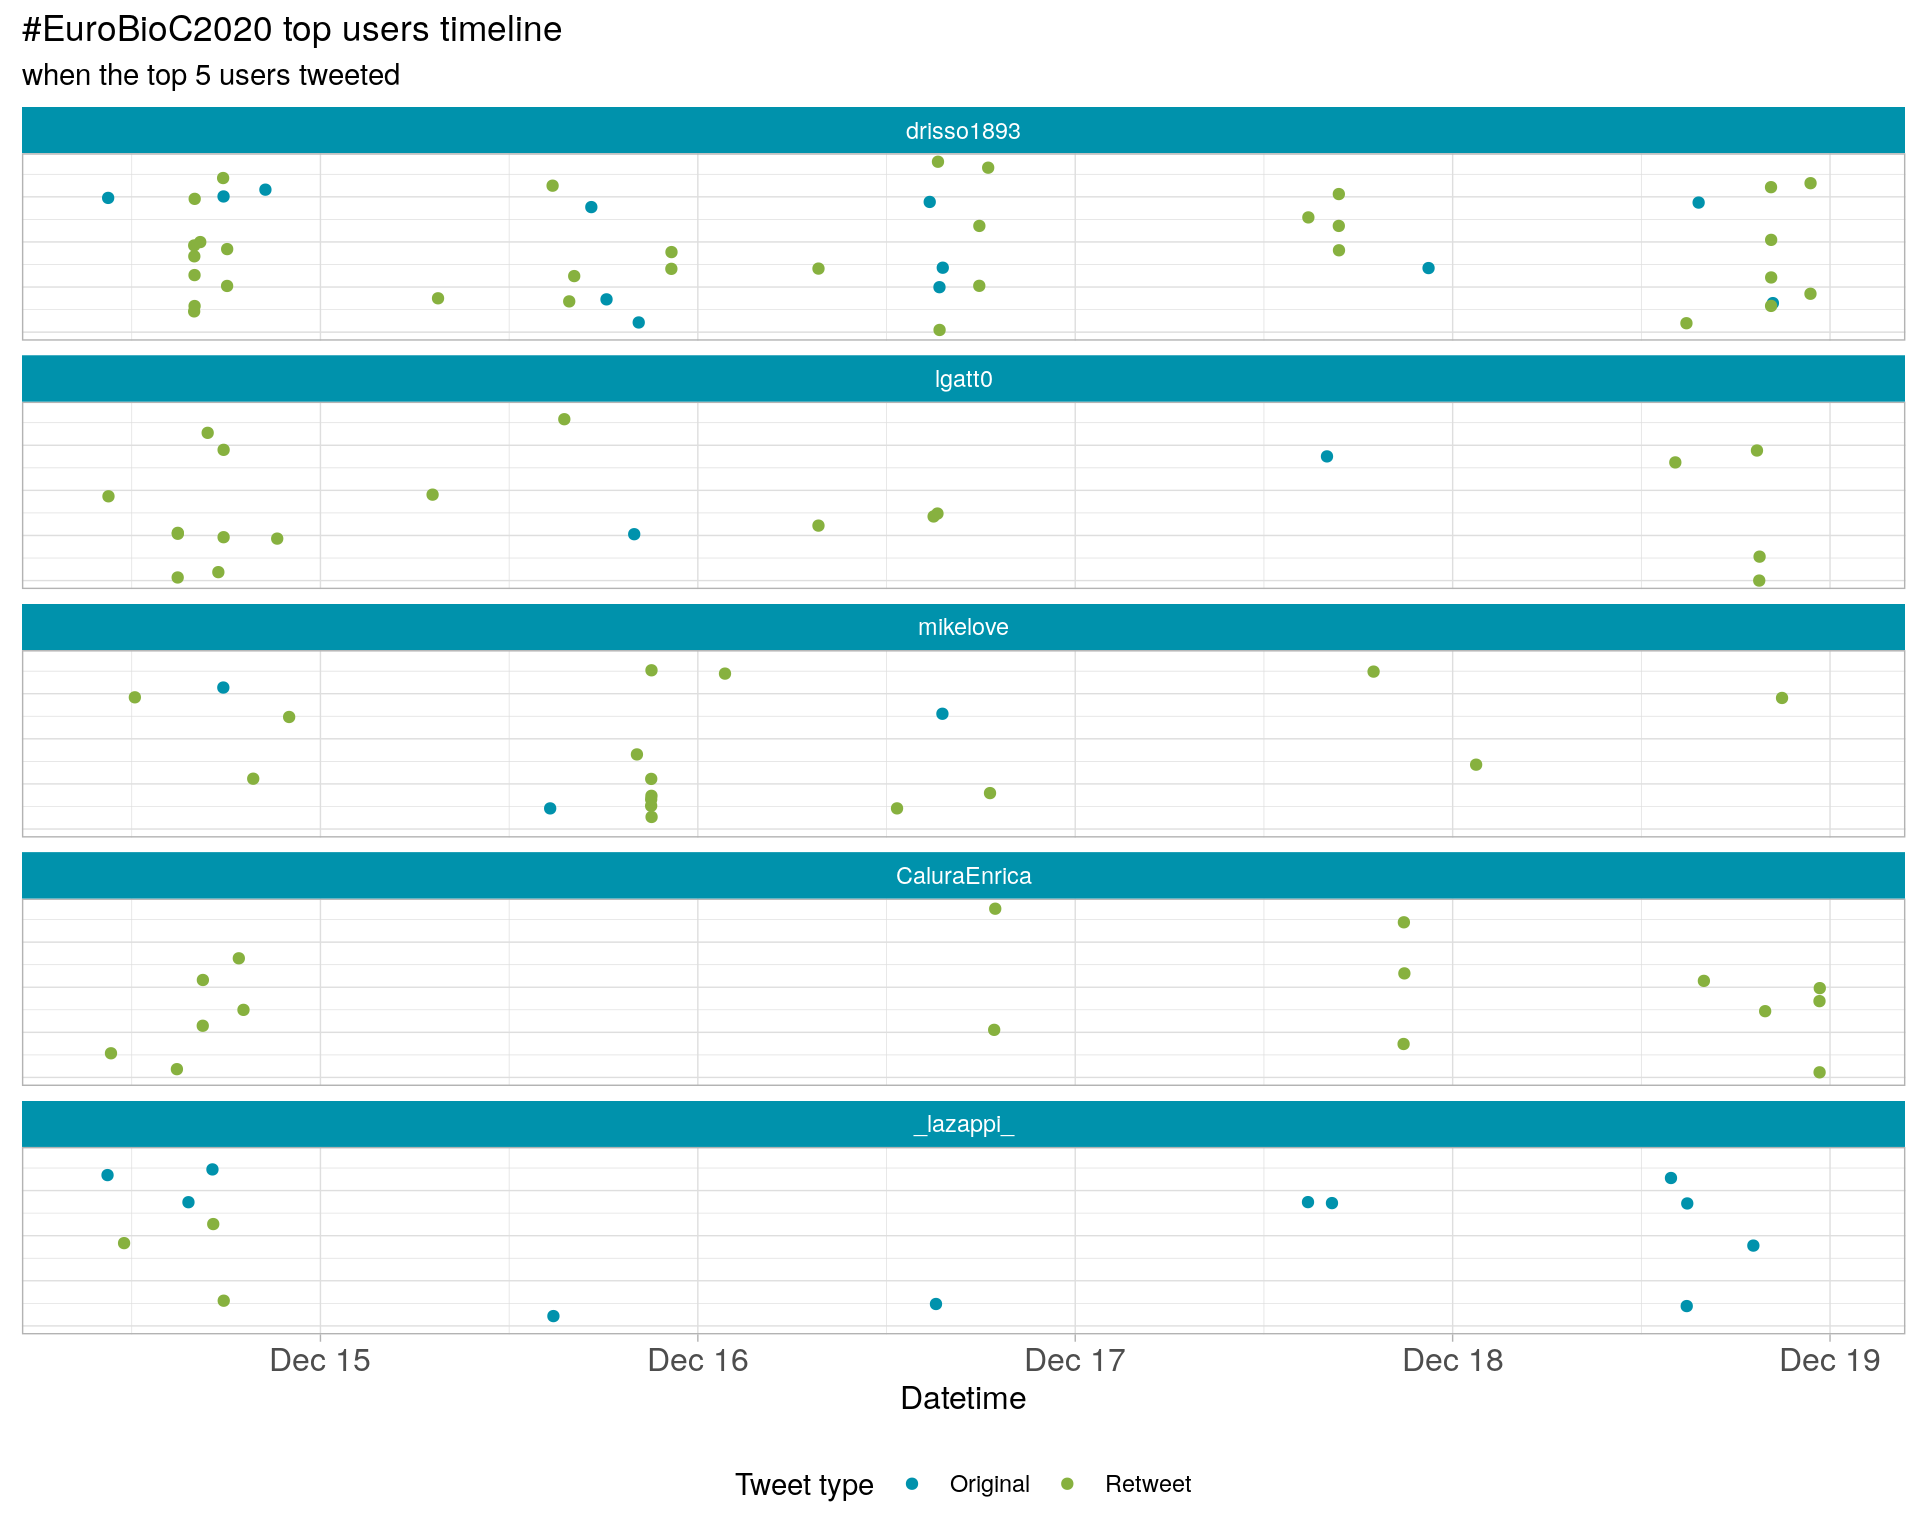 #EuroBioC2020 top users timeline
when the top 5 users tweeted
drisso1893
lgatt0
mikelove
CaluraEnrica
_lazappi_
Dec 15 Dec 16 Dec 17 Dec 18 Dec 19
Datetime
Tweet type Original Retweet